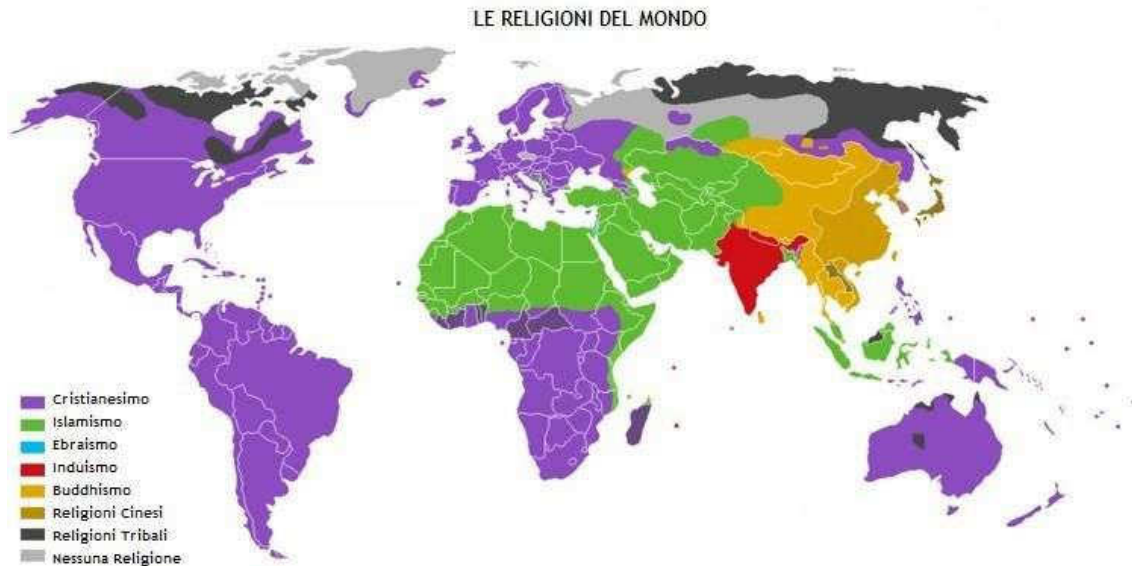 LE RELIGIONI DEL MONDO
Cristianesimo
Islamismo
Ebraismo
Induismo
Buddhismo
Religioni Cinesi
Religioni Tribali
Nessuna Religione